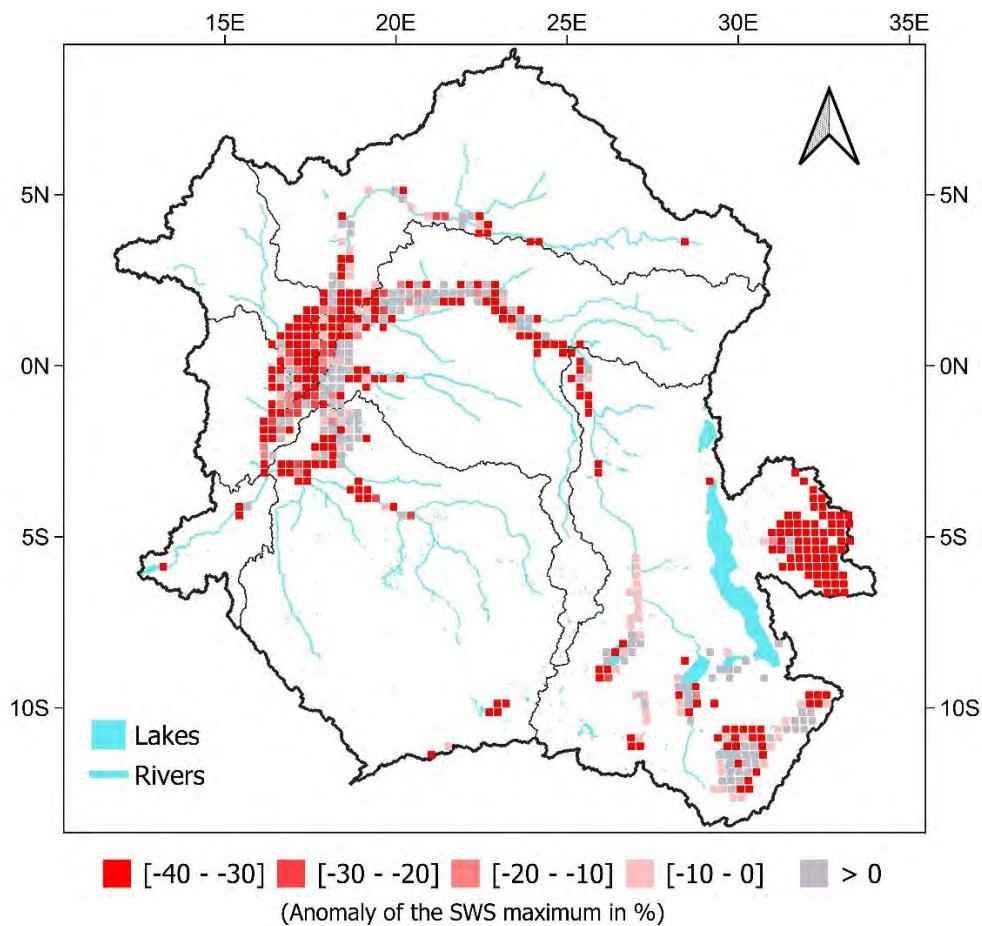 15E 20E 25E 30E 35E
5N 5N
0N 0N
5S 5S
10S 10S
Lakes
Rivers
[-40 - -30] [-30 - -20] [-20 - -10] [-10 - 0] > 0
(Anomaly of the SWS maximum in %)